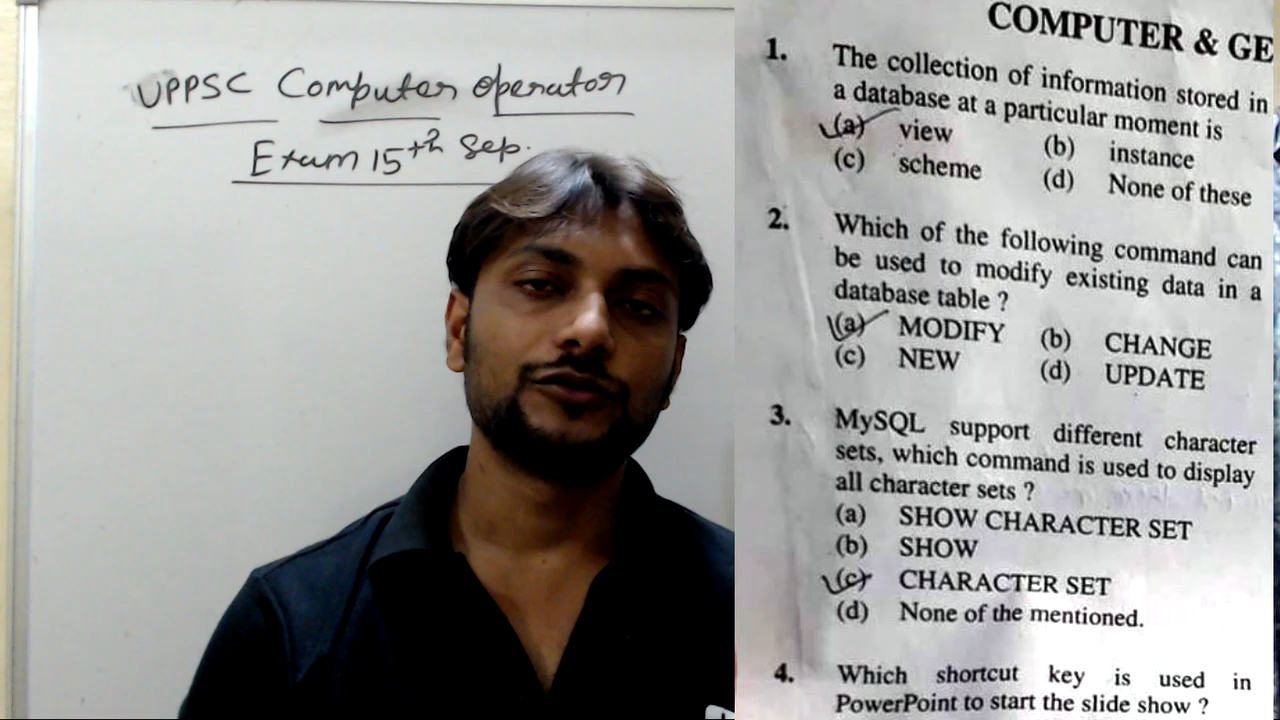 UPPSC Computer operator
Exam 15th Sep.
COMPUTER & GE
1. The collection of information stored in
a database at a particular moment is
(a) view (b) instance
(c) scheme (d) None of these
2. Which of the following command can
be used to modify existing data in a
database table ?
(a) MODIFY (b) CHANGE
(c) NEW (d) UPDATE
3. MySQL support different character
sets, which command is used to display
all character sets ?
(a) SHOW CHARACTER SET
(b) SHOW
(c) CHARACTER SET
(d) None of the mentioned.
4. Which shortcut key is used in
PowerPoint to start the slide show ?